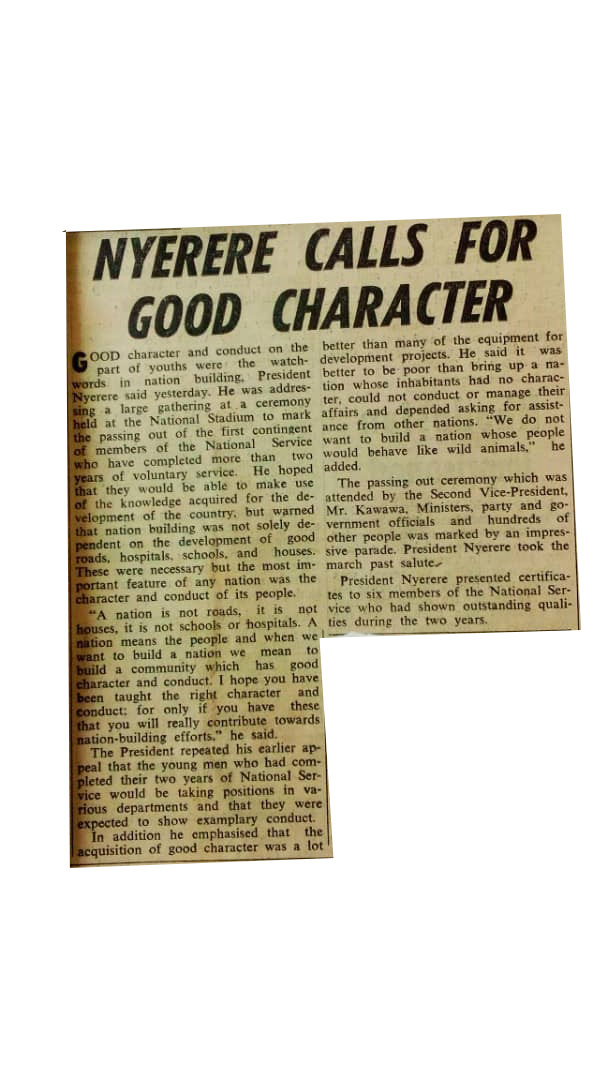 NYERERE CALLS FOR
GOOD CHARACTER
GOOD character and conduct on the
part of youths were the watch-
words in nation building, President
Nyerere said yesterday. He was addres-
sing a large gathering at a ceremony
held at the National Stadium to mark
the passing out of the first contingent
of members of the National Service
who have completed more than two
years of voluntary service. He hoped
that they would be able to make use
of the knowledge acquired for the de-
velopment of the country, but warned
that nation building was not solely de-
pendent on the development of good
roads, hospitals, schools, and houses.
These were necessary but the most im-
portant feature of any nation was the
character and conduct of its people.
“A nation is not roads, it is not
houses, it is not schools or hospitals. A
nation means the people and when we
want to build a nation we mean to
build a community which has good
character and conduct. I hope you have
been taught the right character and
conduct; for only if you have these
that you will really contribute towards
nation-building efforts,” he said.
The President repeated his earlier ap-
peal that the young men who had com-
pleted their two years of National Ser-
vice would be taking positions in va-
rious departments and that they were
expected to show examplary conduct.
In addition he emphasised that the
acquisition of good character was a lot
better than many of the equipment for
development projects. He said it was
better to be poor than bring up a na-
tion whose inhabitants had no charac-
ter, could not conduct or manage their
affairs and depended asking for assist-
ance from other nations. “We do not
want to build a nation whose people
would behave like wild animals,” he
added.
The passing out ceremony which was
attended by the Second Vice-President,
Mr. Kawawa, Ministers, party and go-
vernment officials and hundreds of
other people was marked by an impres-
sive parade. President Nyerere took the
march past salute.
President Nyerere presented certifica-
tes to six members of the National Ser-
vice who had shown outstanding quali-
ties during the two years.